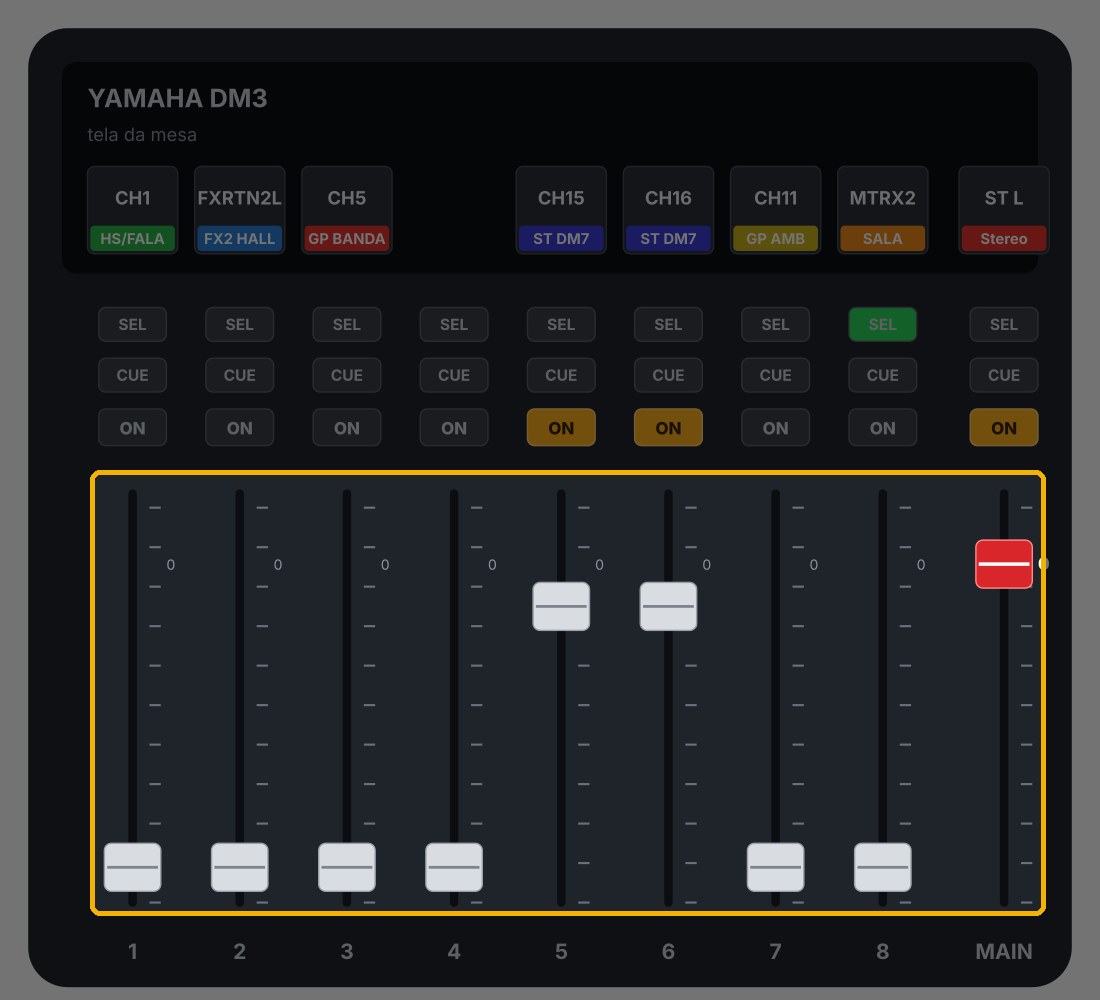 YAMAHA DM3
tela da mesa
CH1 FXRTN2L CH5 CH15 CH16 CH11 MTRX2 ST L
HS/FALA FX2 HALL GP BANDA ST DM7 ST DM7 GP AMB SALA Stereo
SEL SEL SEL SEL SEL SEL SEL SEL SEL
CUE CUE CUE CUE CUE CUE CUE CUE CUE
ON ON ON ON ON ON ON ON ON
0 0 0 0 0 0 0 0 0
1 2 3 4 5 6 7 8 MAIN